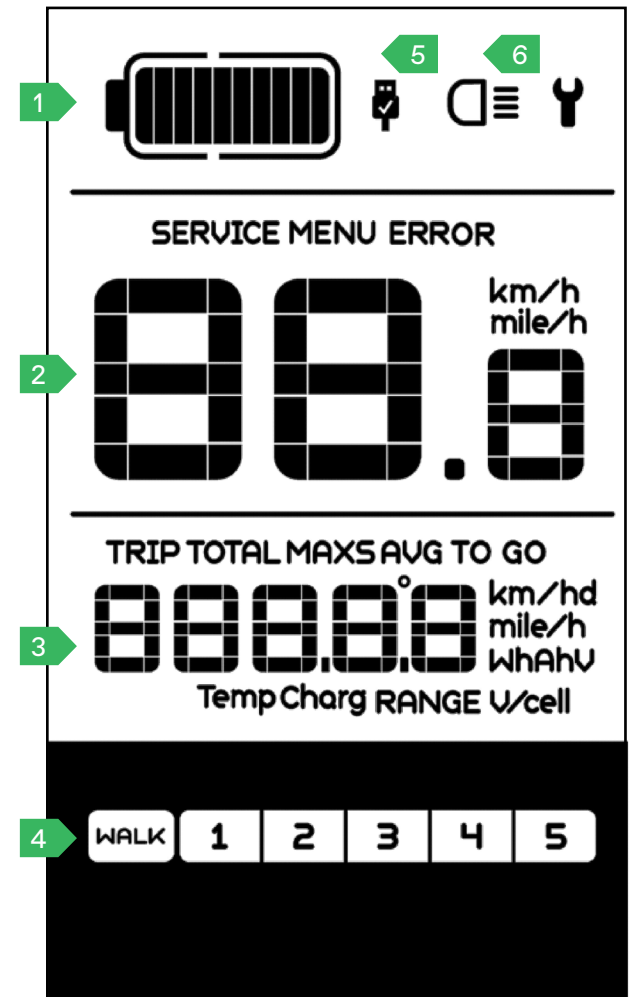 5 6
1
SERVICE MENU ERROR
km/h
mile/h
2
88.8
TRIP TOTAL MAXS AVG TO GO
888.8°.8
km/hd
mile/h
WhAhV
3
Temp Charg RANGE V/cell
4
WALK 1 2 3 4 5